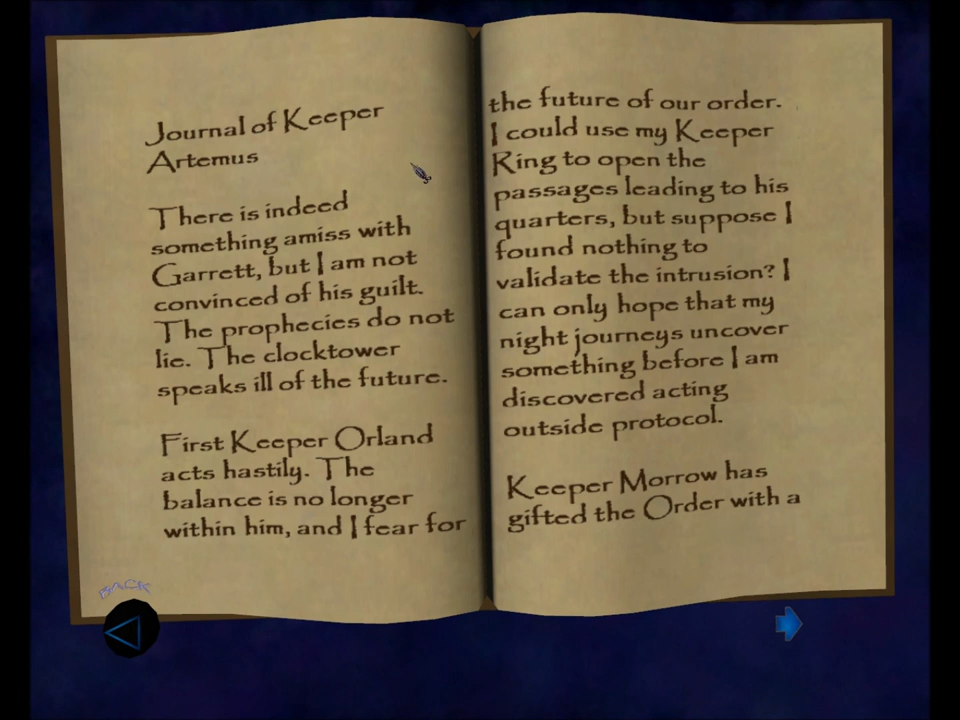 Journal of Keeper
Artemus
There is indeed
something amiss with
Garrett, but I am not
convinced of his guilt.
The prophecies do not
lie. The clocktower
speaks ill of the future.
First Keeper Orland
acts hastily. The
balance is no longer
within him, and I fear for
the future of our order.
I could use my Keeper
Ring to open the
passages leading to his
quarters, but suppose I
found nothing to
validate the intrusion? I
can only hope that my
night journeys uncover
something before I am
discovered acting
outside protocol.
Keeper Morrow has
gifted the Order with a
BACK